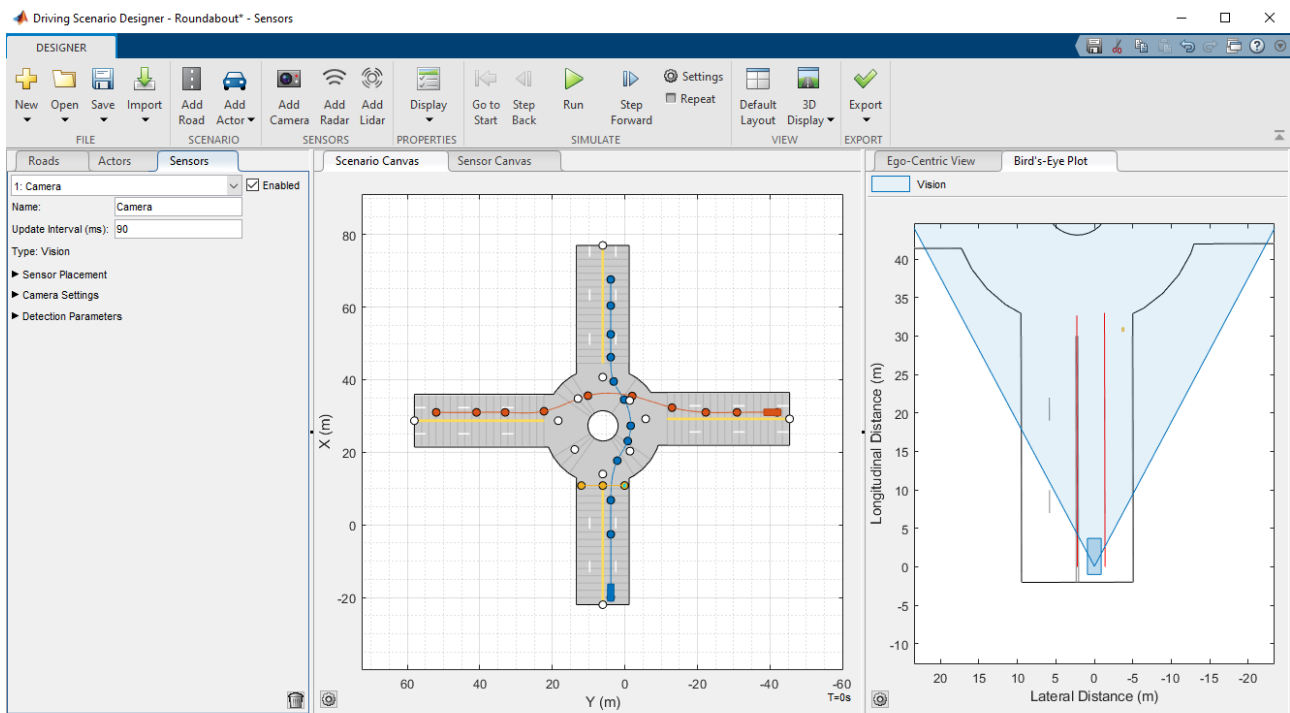 Driving Scenario Designer - Roundabout* - Sensors
DESIGNER
New Open Save Import Add Road Add Actor Add Camera Add Radar Add Lidar Display Go to Start Step Back Run Step Forward Settings Repeat Default Layout 3D Display Export
FILE SCENARIO SENSORS PROPERTIES SIMULATE VIEW EXPORT
Roads Actors Sensors
1: Camera Enabled
Name: Camera
Update Interval (ms): 90
Type: Vision
Sensor Placement
Camera Settings
Detection Parameters
Scenario Canvas Sensor Canvas
80
60
40
20
0
-20
X (m)
60 40 20 0 -20 -40 -60
Y (m)
T=0s
Ego-Centric View Bird's-Eye Plot
Vision
40
35
30
25
20
15
10
5
0
-5
-10
Longitudinal Distance (m)
20 15 10 5 0 -5 -10 -15 -20
Lateral Distance (m)